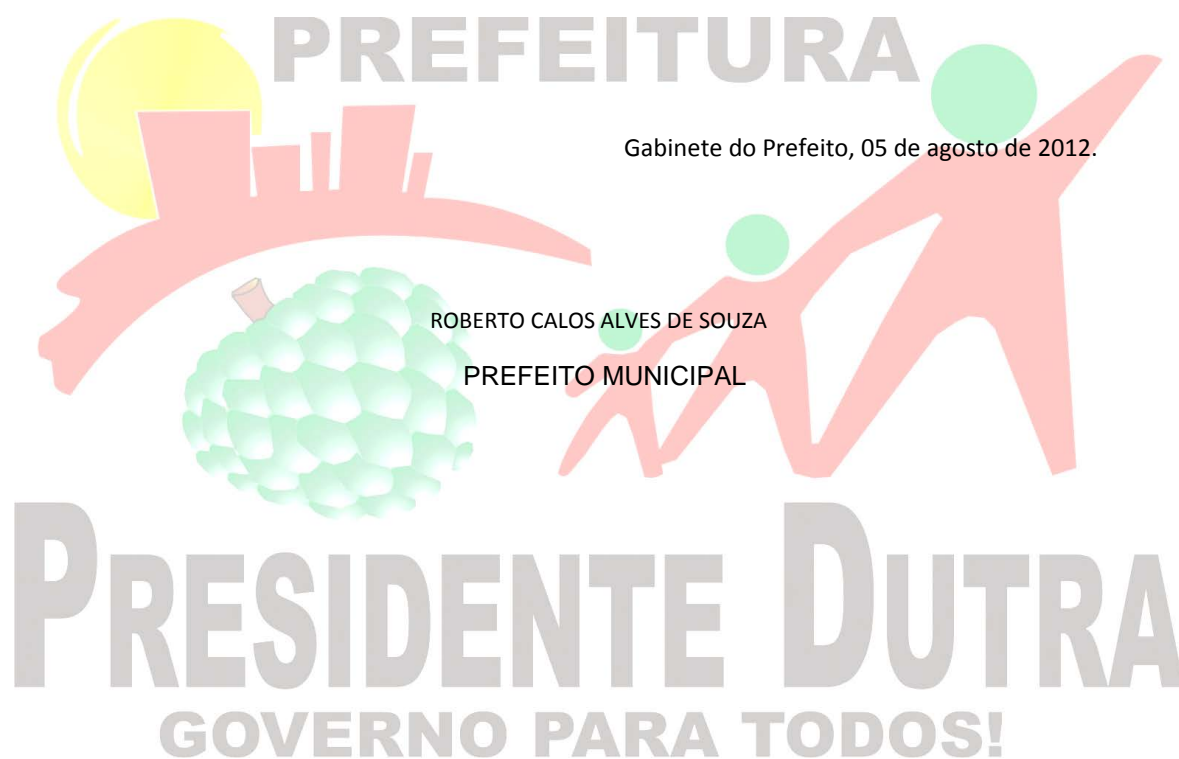 PREFEITURA
Gabinete do Prefeito, 05 de agosto de 2012.
ROBERTO CALOS ALVES DE SOUZA
PREFEITO MUNICIPAL
PRESIDENTE DUTRA
GOVERNO PARA TODOS!